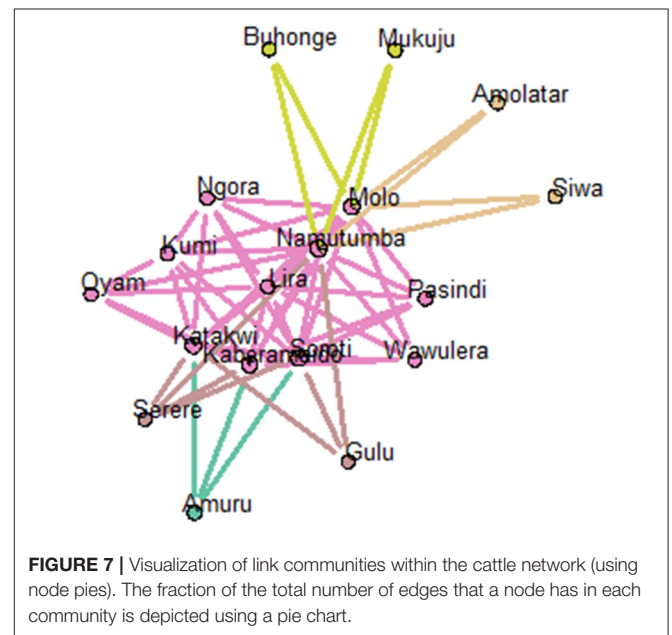 Buhonge
Mukuju
Amolatar
Siwa
Ngora
Molo
Kumi
Namutumba
Oyam
Lira
Pasindi
Katakwi
Kaberamaido
Soroti
Wawulera
Serere
Gulu
Amuru
FIGURE 7 | Visualization of link communities within the cattle network (using
node pies). The fraction of the total number of edges that a node has in each
community is depicted using a pie chart.